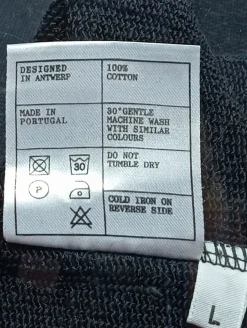 DESIGNED
IN ANTWERP
100%
COTTON
MADE IN
PORTUGAL
30°GENTLE
MACHINE WASH
WITH SIMILAR
COLOURS
30
P
DO NOT
TUMBLE DRY
COLD IRON ON
REVERSE SIDE
L